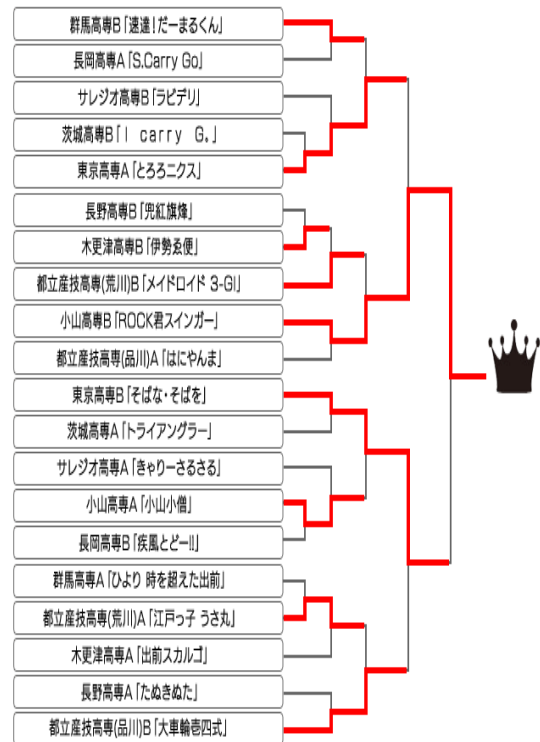 群馬高専B「速達！だーまるくん」
長岡高専A「S.Carry Go」
サレジオ高専B「ラピデリ」
茨城高専B「I carry G.」
東京高専A「とろろニクス」
長野高専B「兜紅旗烽」
木更津高専B「伊勢ゑ便」
都立産技高専(荒川)B「メイドロイド 3-GI」
小山高専B「ROCK君スインガー」
都立産技高専(品川)A「はにやんま」
東京高専B「そばな・そばを」
茨城高専A「トライアングラー」
サレジオ高専A「きゃりーさるさる」
小山高専A「小山小僧」
長岡高専B「疾風とどーII」
群馬高専A「ひより 時を超えた出前」
都立産技高専(荒川)A「江戸っ子 うさ丸」
木更津高専A「出前スカルゴ」
長野高専A「たぬきぬた」
都立産技高専(品川)B「大車輪壱四式」